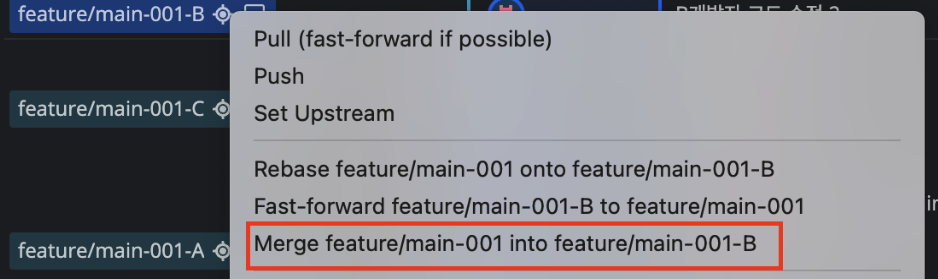 feature/main-001-B
Pull (fast-forward if possible)
Push
Set Upstream
feature/main-001-C
Rebase feature/main-001 onto feature/main-001-B
Fast-forward feature/main-001-B to feature/main-001
Merge feature/main-001 into feature/main-001-B
feature/main-001-A